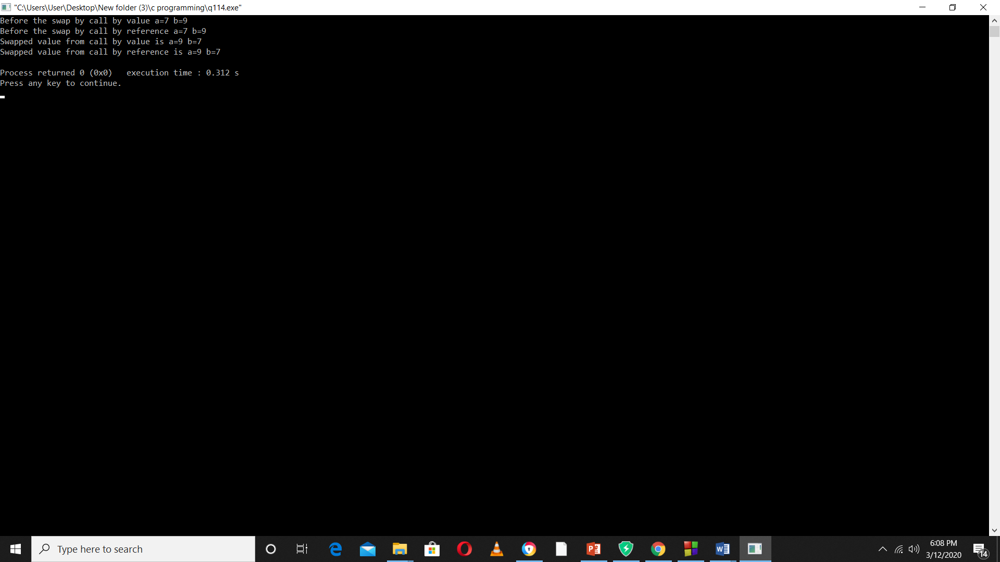 "C:\Users\User\Desktop\New folder (3)\c programming\q114.exe"
Before the swap by call by value a=7 b=9
Before the swap by call by reference a=7 b=9
Swapped value from call by value is a=9 b=7
Swapped value from call by reference is a=9 b=7
Process returned 0 (0x0)   execution time : 0.312 s
Press any key to continue.
Type here to search
6:08 PM
3/12/2020
14